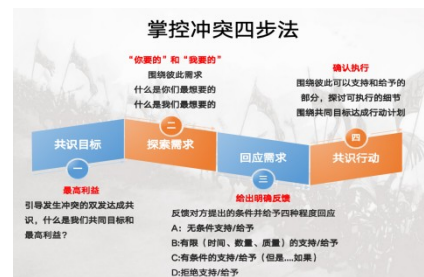 掌控冲突四步法
“你要的”和“我要的”
围绕彼此需求
什么是你们最想要的
什么是我们最想要的
确认执行
围绕彼此可以支持和给予的
部分，探讨可执行的细节
围绕共同目标达成行动计划
共识目标
一
二
探索需求
回应需求
三
四
共识行动
最高利益
引导发生冲突的双发达成共
识，什么是我们共同目标和
最高利益？
给出明确反馈
反馈对方提出的条件并给予四种程度回应
A：无条件支持/给予
B:有限（时间、数量、质量）的支持/给予
C:有条件的支持/给予（但是....如果）
D:拒绝支持/给予